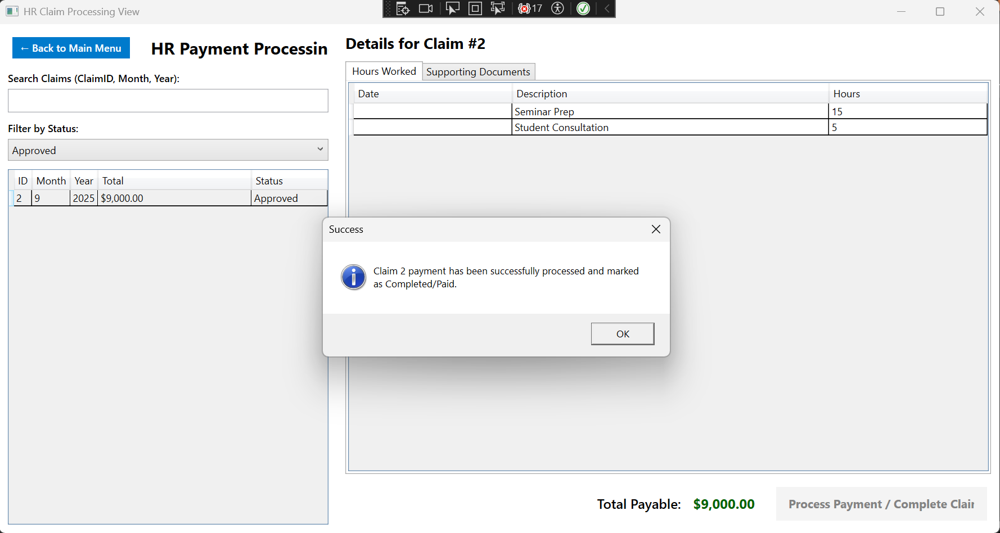 HR Claim Processing View
17
← Back to Main Menu
HR Payment Processin
Search Claims (ClaimID, Month, Year):
Filter by Status:
Approved
ID Month Year Total Status
2 9 2025 $9,000.00 Approved
Details for Claim #2
Hours Worked Supporting Documents
Date Description Hours
Seminar Prep 15
Student Consultation 5
Success
Claim 2 payment has been successfully processed and marked
as Completed/Paid.
OK
Total Payable: $9,000.00
Process Payment / Complete Clai